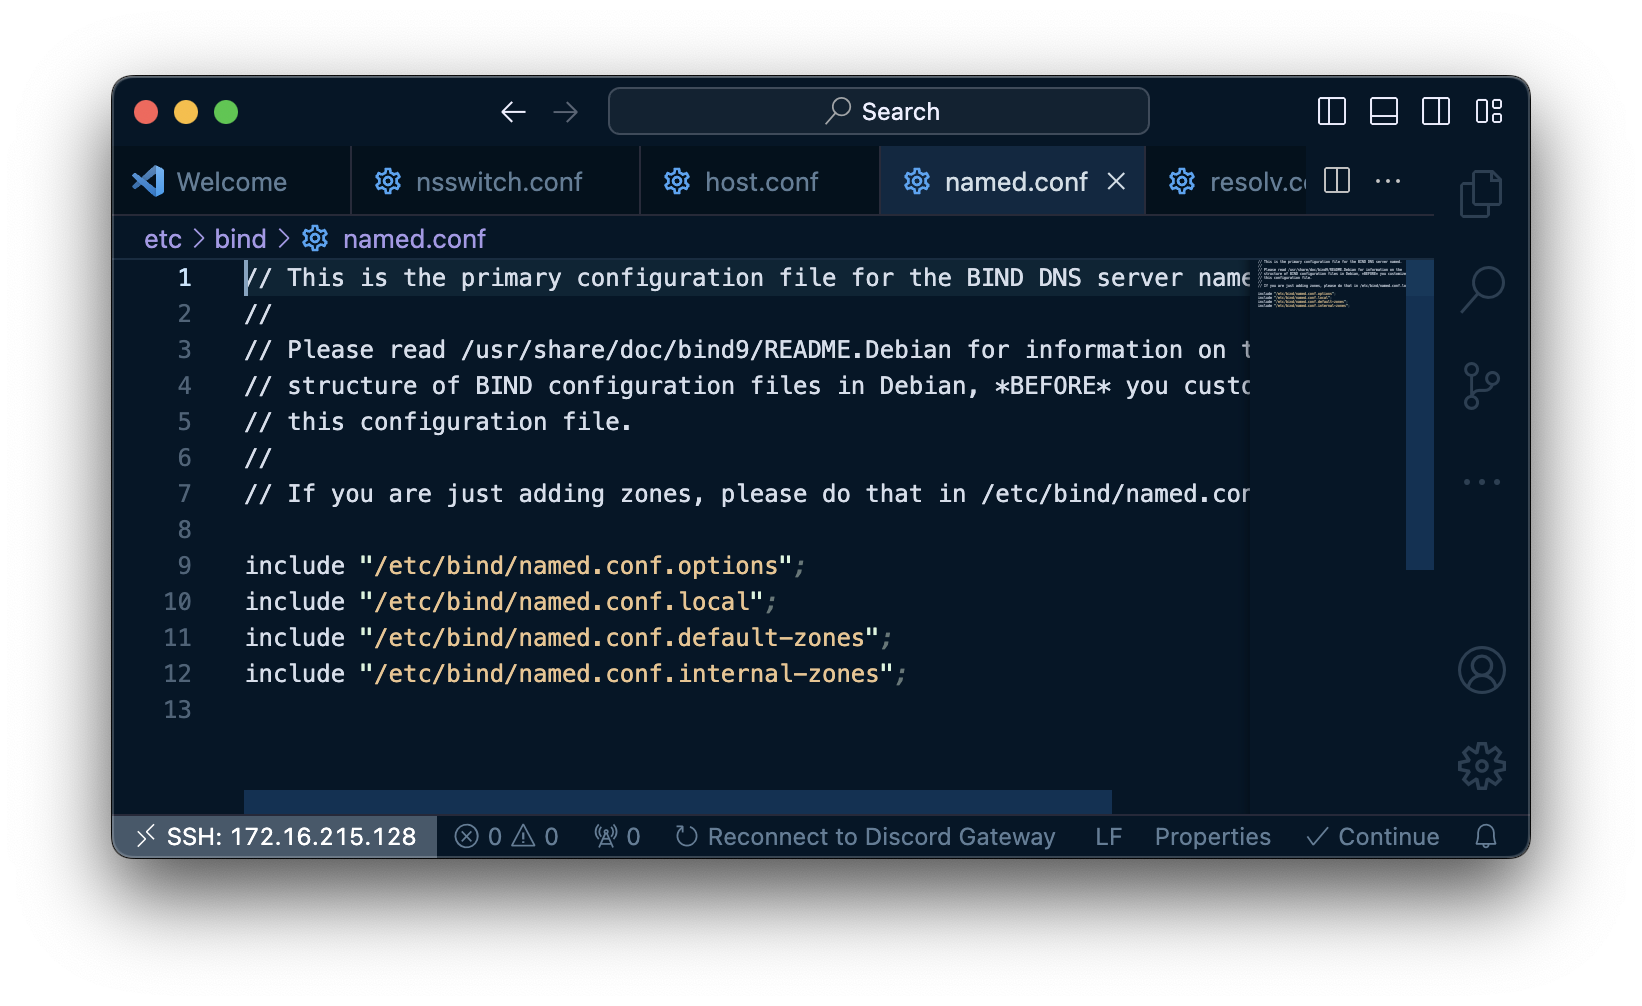 Search
Welcome
nsswitch.conf
host.conf
named.conf
resolv.c
etc > bind > named.conf
1 // This is the primary configuration file for the BIND DNS server name
2 //
3 // Please read /usr/share/doc/bind9/README.Debian for information on t
4 // structure of BIND configuration files in Debian, *BEFORE* you custo
5 // this configuration file.
6 //
7 // If you are just adding zones, please do that in /etc/bind/named.con
8
9 include "/etc/bind/named.conf.options";
10 include "/etc/bind/named.conf.local";
11 include "/etc/bind/named.conf.default-zones";
12 include "/etc/bind/named.conf.internal-zones";
13
SSH: 172.16.215.128 0 0 0 Reconnect to Discord Gateway LF Properties Continue